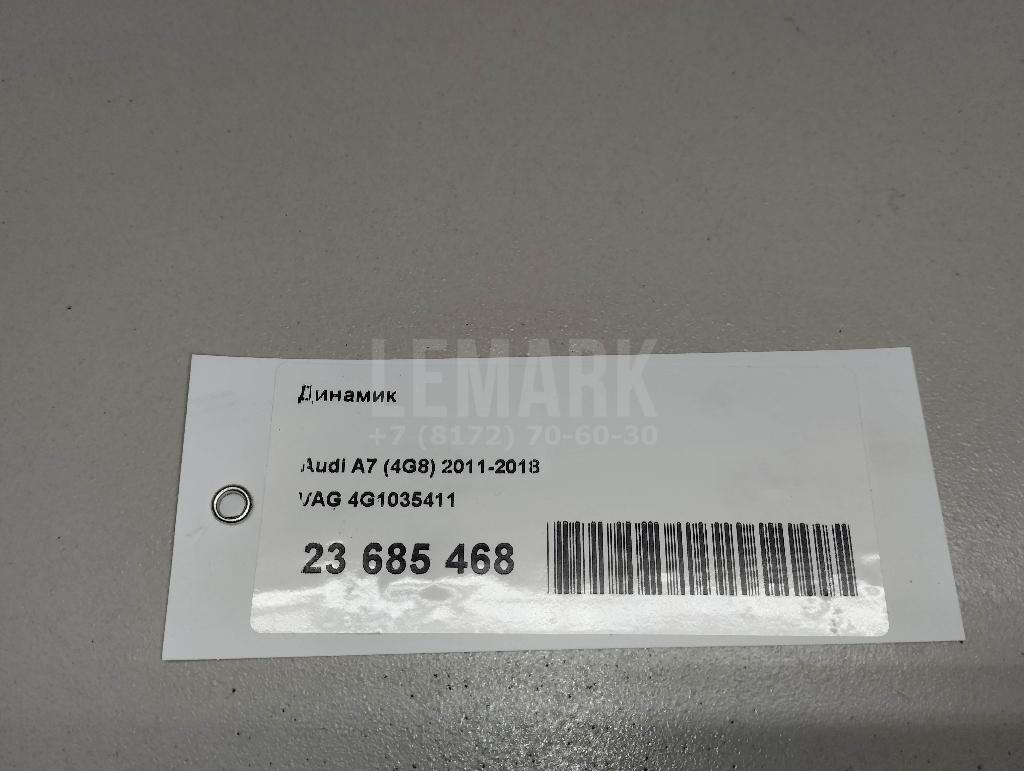 LEMARK
+7 (8172) 70-60-30
Динамик
Audi A7 (4G8) 2011-2018
VAG 4G1035411
23 685 468